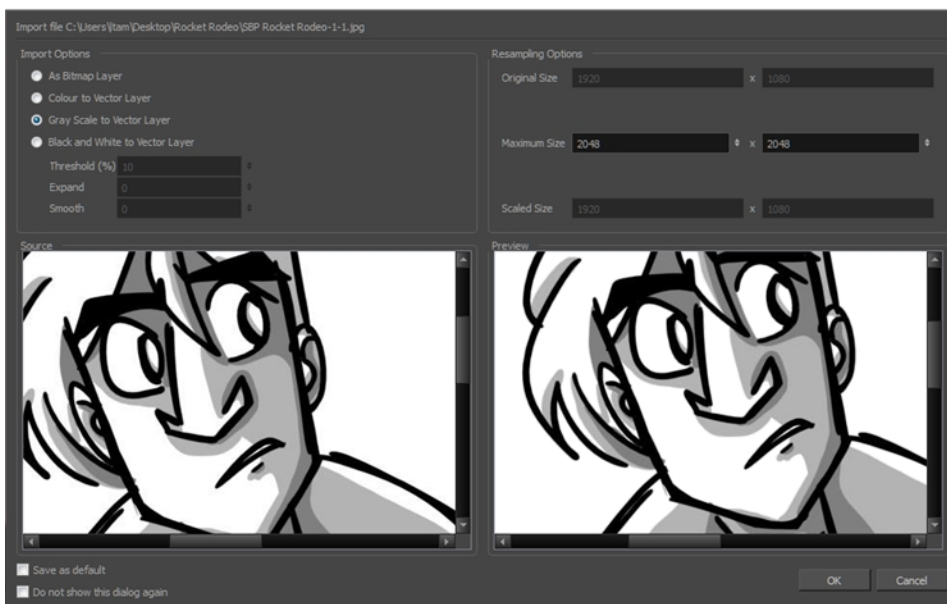 Import file C:\Users\ltam\Desktop\Rocket Rodeo\SBP Rocket Rodeo-1-1.jpg
Import Options
As Bitmap Layer
Colour to Vector Layer
Gray Scale to Vector Layer
Black and White to Vector Layer
Threshold (%) 10
Expand 0
Smooth 0
Resampling Options
Original Size 1920 x 1080
Maximum Size 2048 x 2048
Scaled Size 1920 x 1080
Source
Preview
Save as default
Do not show this dialog again
OK Cancel